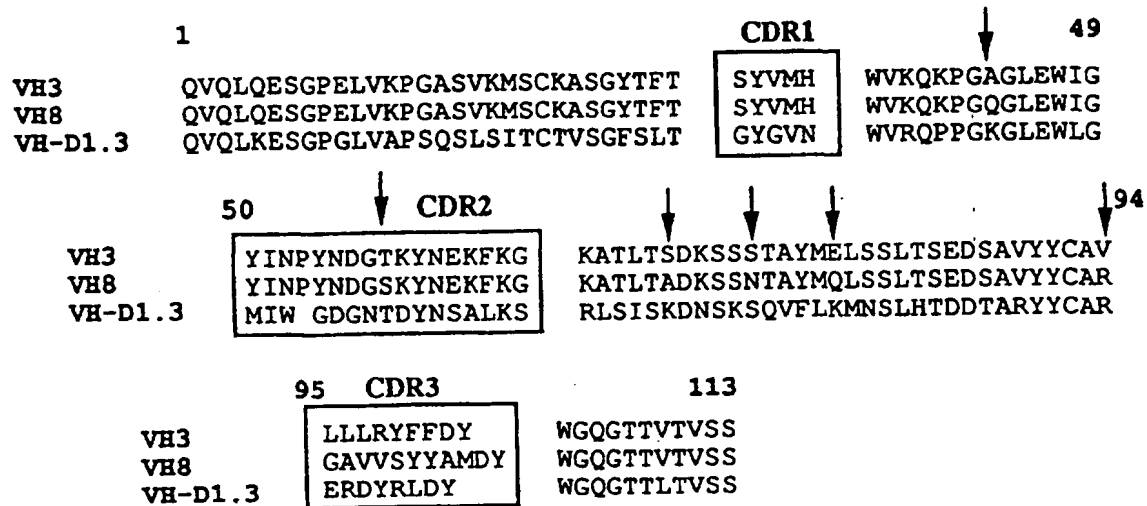 1 CDR1 49
VH3 QVQLQESGPELVKPGASVKMSCKASGYTFT SYVMH WVKQKPGAGLEWIG
VH8 QVQLQESGPELVKPGASVKMSCKASGYTFT SYVMH WVKQKPGQGLEWIG
VH-D1.3 QVQLKESGPGLVAPSQSLSITCTVSGFSLT GYGVN WVRQPPGKGLEWLG
50 CDR2 94
VH3 YINPYNDGTKYNEKFKG KATLTSDKSSSTAYMELSSLTSEDSAVYYCAV
VH8 YINPYNDGSKYNEKFKG KATLTADKSSNTAYMQLSSLTSEDSAVYYCAR
VH-D1.3 MIW GDGNTDYNSALKS RLSISKDNSKSQVFLKMNSLHTDDTARYYCAR
95 CDR3 113
VH3 LLLRYFFDY WGQGTTVTVSS
VH8 GAVVSYYAMDY WGQGTTVTVSS
VH-D1.3 ERDYRLDY WGQGTTLTVSS